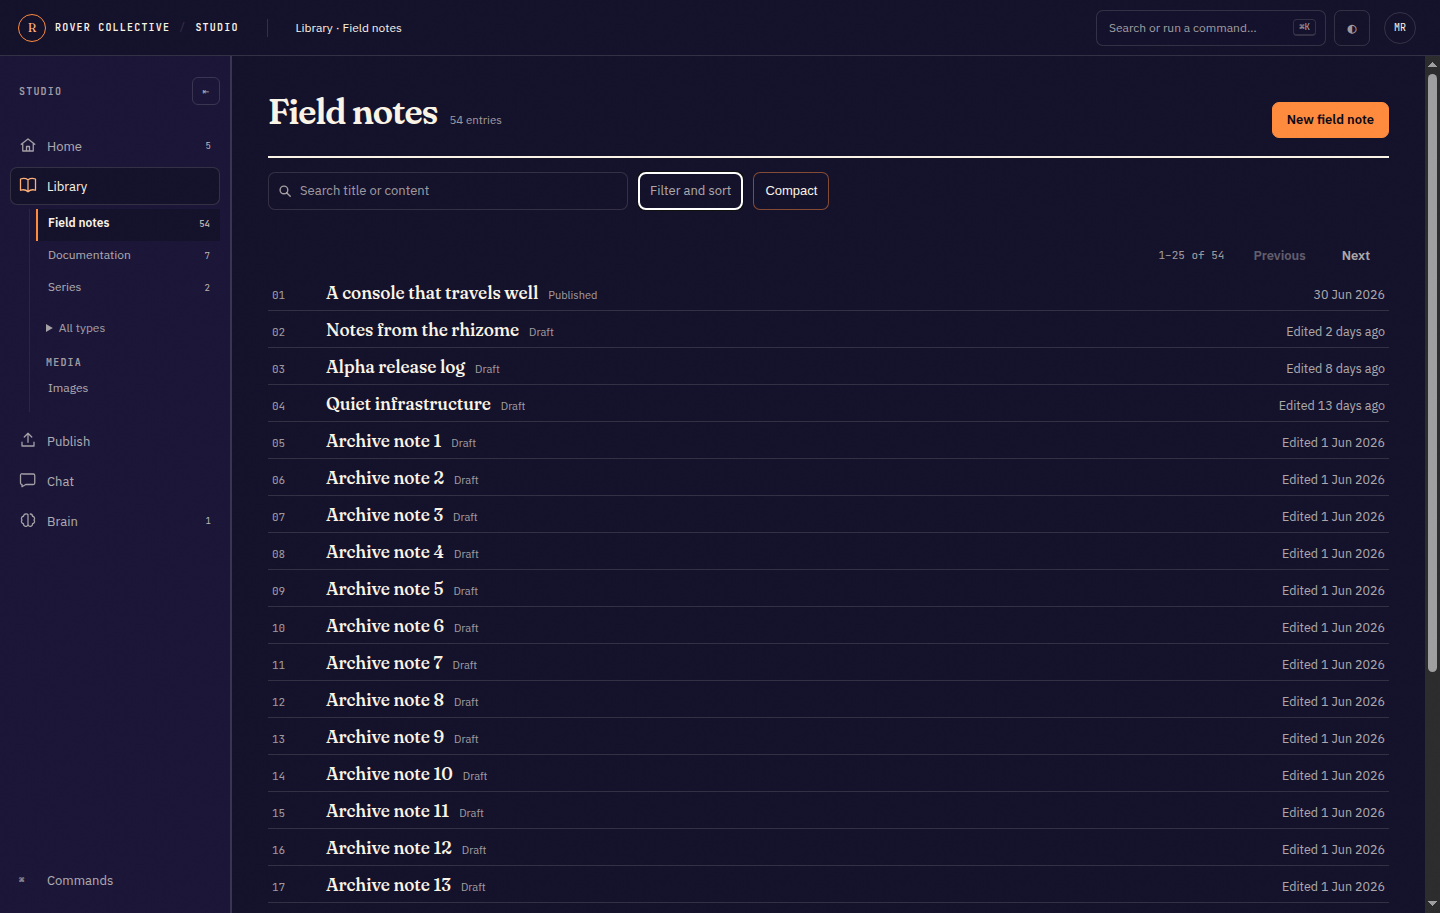 R ROVER COLLECTIVE / STUDIO Library · Field notes Search or run a command... ⌘K MR
STUDIO
Home 5
Library
Field notes 54
Documentation 7
Series 2
All types
MEDIA
Images
Publish
Chat
Brain 1
⌘ Commands
Field notes 54 entries New field note
Search title or content Filter and sort Compact
1–25 of 54 Previous Next
01 A console that travels well Published 30 Jun 2026
02 Notes from the rhizome Draft Edited 2 days ago
03 Alpha release log Draft Edited 8 days ago
04 Quiet infrastructure Draft Edited 13 days ago
05 Archive note 1 Draft Edited 1 Jun 2026
06 Archive note 2 Draft Edited 1 Jun 2026
07 Archive note 3 Draft Edited 1 Jun 2026
08 Archive note 4 Draft Edited 1 Jun 2026
09 Archive note 5 Draft Edited 1 Jun 2026
10 Archive note 6 Draft Edited 1 Jun 2026
11 Archive note 7 Draft Edited 1 Jun 2026
12 Archive note 8 Draft Edited 1 Jun 2026
13 Archive note 9 Draft Edited 1 Jun 2026
14 Archive note 10 Draft Edited 1 Jun 2026
15 Archive note 11 Draft Edited 1 Jun 2026
16 Archive note 12 Draft Edited 1 Jun 2026
17 Archive note 13 Draft Edited 1 Jun 2026